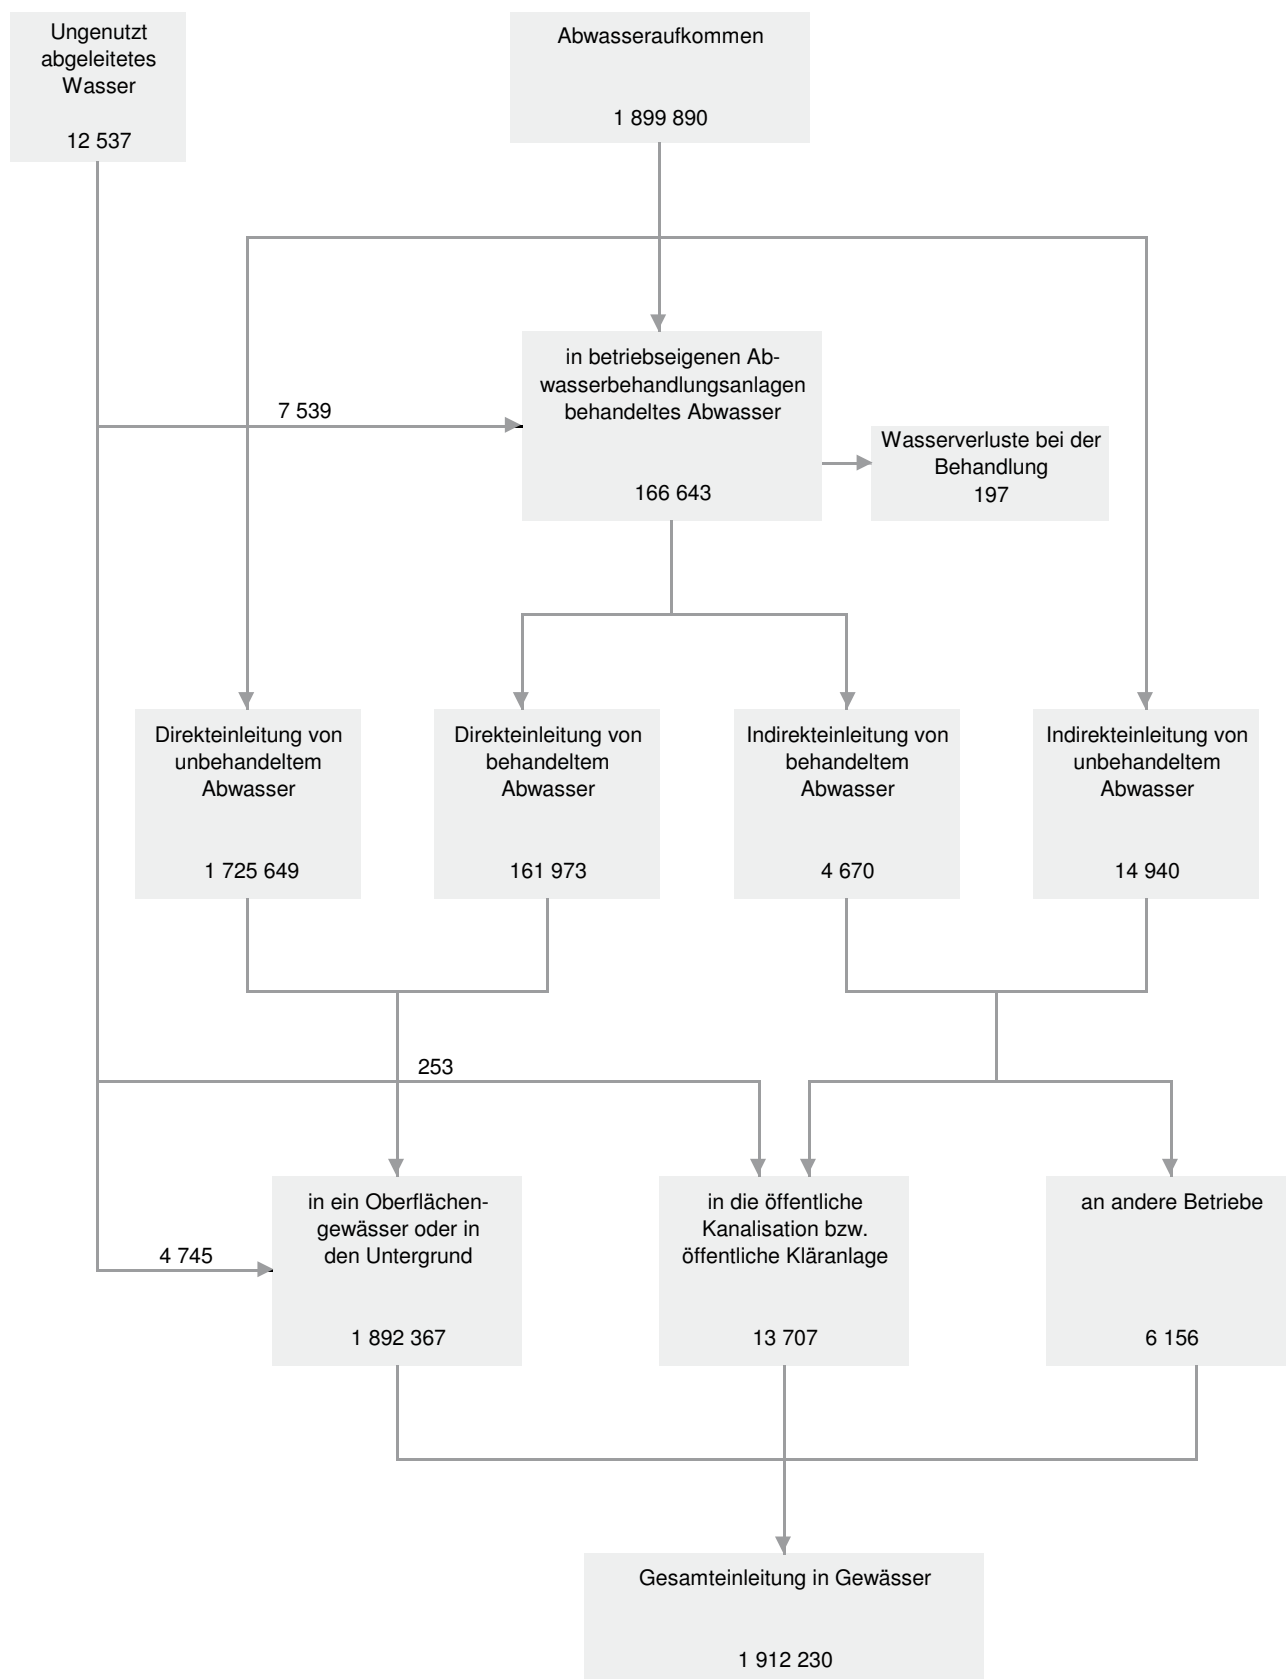 Ungenutzt
abgeleitetes
Wasser
12 537
Abwasseraufkommen
1 899 890
in betriebseigenen Ab-
wasserbehandlungsanlagen
behandeltes Abwasser
166 643
7 539
Wasserverluste bei der
Behandlung
197
Direkteinleitung von
unbehandeltem
Abwasser
1 725 649
Direkteinleitung von
behandeltem
Abwasser
161 973
Indirekteinleitung von
behandeltem
Abwasser
4 670
Indirekteinleitung von
unbehandeltem
Abwasser
14 940
253
4 745
in ein Oberflächen-
gewässer oder in
den Untergrund
1 892 367
in die öffentliche
Kanalisation bzw.
öffentliche Kläranlage
13 707
an andere Betriebe
6 156
Gesamteinleitung in Gewässer
1 912 230